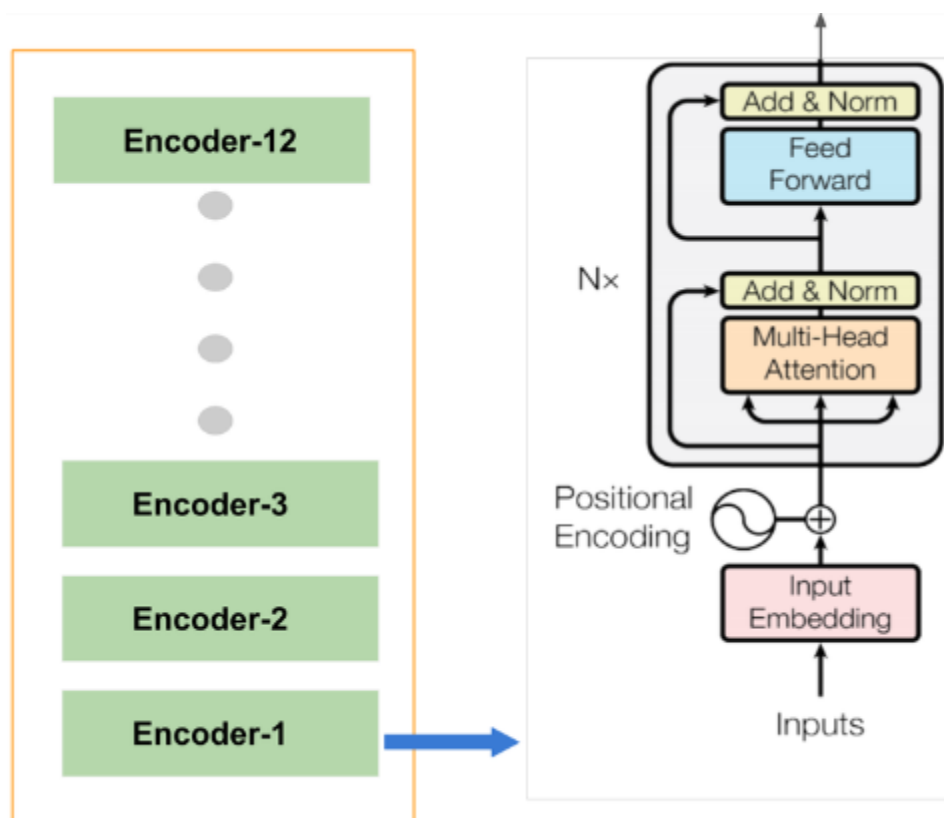 Encoder-12
Encoder-3
Encoder-2
Encoder-1
Add & Norm
Feed
Forward
N×
Add & Norm
Multi-Head
Attention
Positional
Encoding
Input
Embedding
Inputs